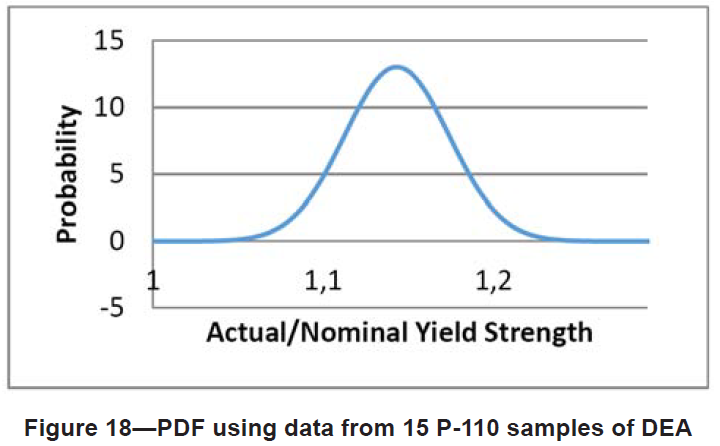 15
10
5
0
-5
Probability
1
1,1
1,2
Actual/Nominal Yield Strength
Figure 18—PDF using data from 15 P-110 samples of DEA